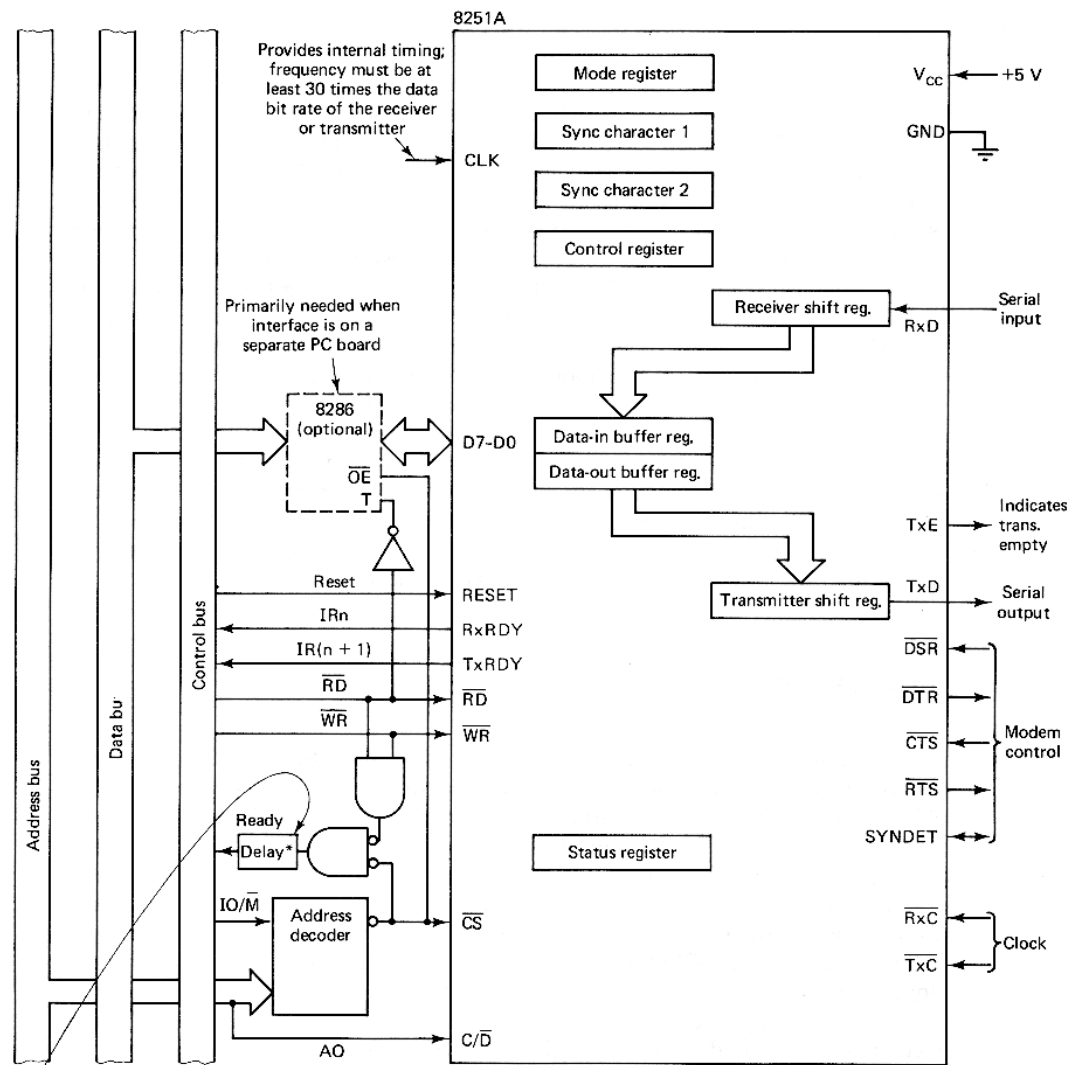 8251A
Provides internal timing;
frequency must be at
least 30 times the data
bit rate of the receiver
or transmitter
CLK
Mode register
Sync character 1
Sync character 2
Control register
VCC
+5 V
GND
Receiver shift reg.
RxD
Serial
input
Primarily needed when
interface is on a
separate PC board
8286
(optional)
OE
T
D7-D0
Data-in buffer reg.
Data-out buffer reg.
TxE
Indicates
trans.
empty
Transmitter shift reg.
TxD
Serial
output
Reset
RESET
IRn
RxRDY
IR(n + 1)
TxRDY
RD
RD
WR
WR
DSR
DTR
CTS
RTS
SYNDET
Modem
control
Address bus
Data bu
Control bus
Ready
Delay*
Status register
IO/M̅
Address
decoder
CS
RxC
TxC
Clock
AO
C/D̅